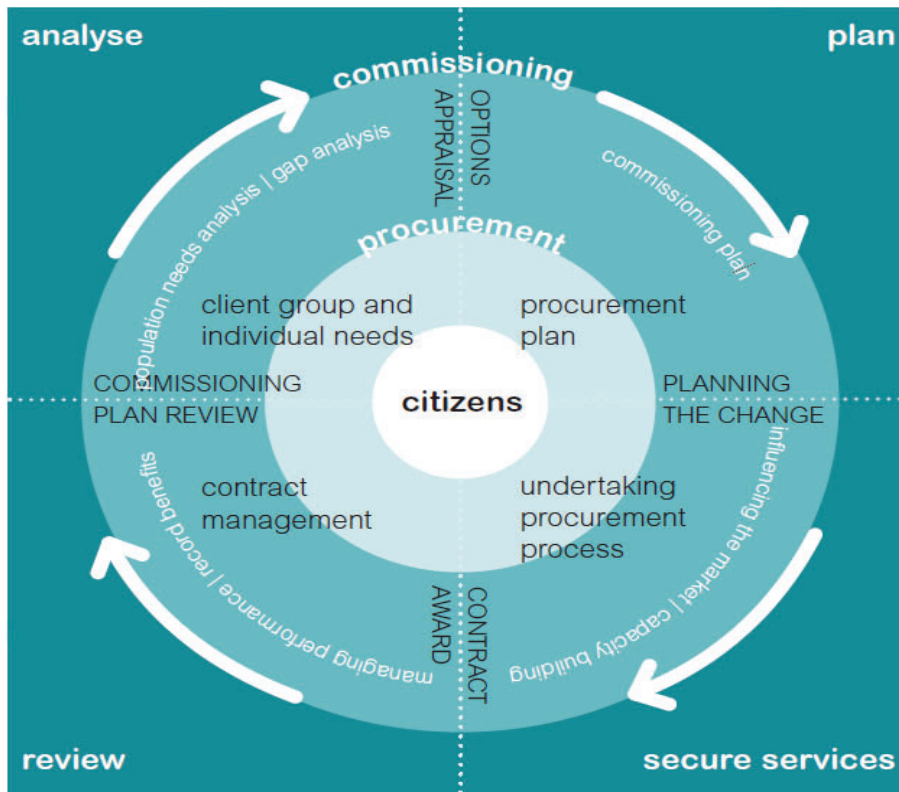 analyse
plan
commissioning
OPTIONS
APPRAISAL
population needs analysis | gap analysis
commissioning plan
procurement
client group and
individual needs
procurement
plan
COMMISSIONING
PLAN REVIEW
citizens
PLANNING
THE CHANGE
contract
management
undertaking
procurement
process
influencing the market | capacity building
managing performance | record benefits
CONTRACT
AWARD
review
secure services